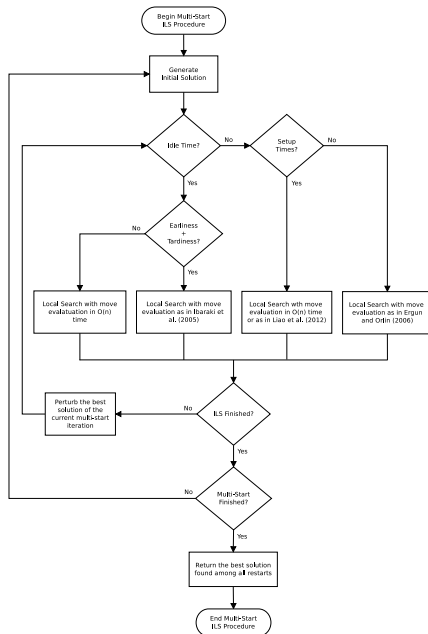 Begin Multi-Start
ILS Procedure
Generate
Initial Solution
Idle Time?
No
Setup
Times?
No
Yes
Yes
Earliness
+
Tardiness?
No
Yes
Local Search with move
evalatuation in O(n)
time
Local Search with move
evaluation as in Ibaraki et
al. (2005)
Local Search with move
evaluation in O(n) time
or as in Liao et al. (2012)
Local Search with move
evaluation as in Ergun
and Orlin (2006)
Perturb the best
solution of the
current multi-start
iteration
No
ILS Finished?
Yes
No
Multi-Start
Finished?
Yes
Return the best solution
found among all restarts
End Multi-Start
ILS Procedure